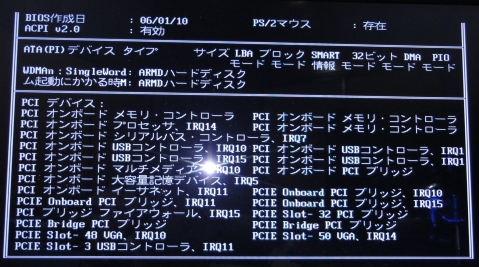 BIOS作成日 : 06/01/10 PS/2マウス : 存在
ACPI v2.0 : 有効
ATA(PI)デバイス タイプ サイズ LBA ブロック SMART 32ビット DMA PIO
モード モード 情報 モード モード モード
WDMAn : SingleWord: ARMDハードディスク
ム起動にかかる時M: ARMDハードディスク
PCI デバイス :
PCI オンボード メモリ・コントローラ PCI オンボード メモリ・コントローラ
PCI オンボード プロセッサ、IRQ14 PCI オンボード メモリ・コントローラ
PCI オンボード シリアルバス・コントローラ、IRQ7
PCI オンボード USBコントローラ、IRQ10 PCI オンボード USBコントローラ、IRQ1
PCI オンボード USBコントローラ、IRQ15 PCI オンボード USBコントローラ、IRQ1
PCI オンボード マルチメディア IRQ10 PCI オンボード PCI ブリッジ
PCI オンボード 大容量記憶デバイス、IRQ5
PCI オンボード イーサネット、IRQ11 PCIE Onboard PCI ブリッジ、IRQ10
PCIE Onboard PCI ブリッジ、IRQ11 PCIE Onboard PCI ブリッジ、IRQ15
PCI ブリッジ ファイアウォール、IRQ15 PCIE Slot- 32 PCI ブリッジ
PCIE Bridge PCI ブリッジ PCIE Bridge PCI ブリッジ
PCIE Slot- 48 VGA、IRQ10 PCIE Slot- 50 VGA、IRQ14
PCIE Slot- 3 USBコントローラ、IRQ11